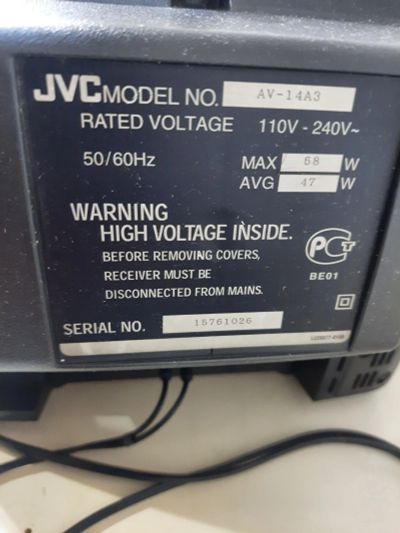 JVC MODEL NO. AV-14A3
RATED VOLTAGE 110V - 240V~
50/60Hz MAX 68 W
AVG 47 W
WARNING
HIGH VOLTAGE INSIDE.
BEFORE REMOVING COVERS,
RECEIVER MUST BE
DISCONNECTED FROM MAINS.
BE01
SERIAL NO. 15761026